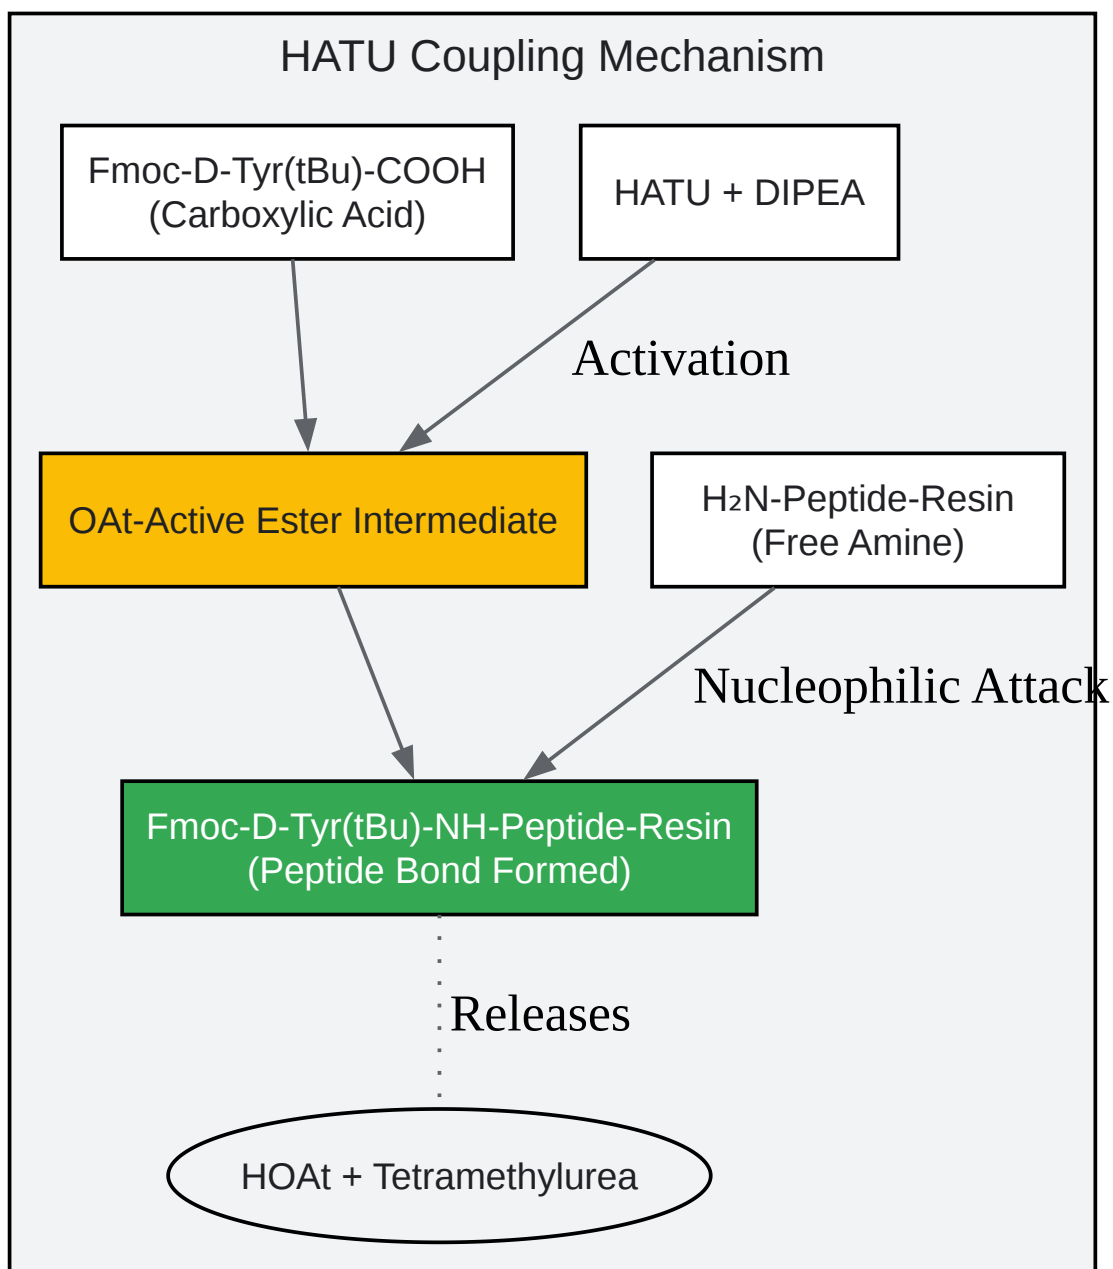 HATU Coupling Mechanism
Fmoc-D-Tyr(tBu)-COOH
(Carboxylic Acid)
HATU + DIPEA
Activation
OAt-Active Ester Intermediate
H₂N-Peptide-Resin
(Free Amine)
Nucleophilic Attack
Fmoc-D-Tyr(tBu)-NH-Peptide-Resin
(Peptide Bond Formed)
Releases
HOAt + Tetramethylurea